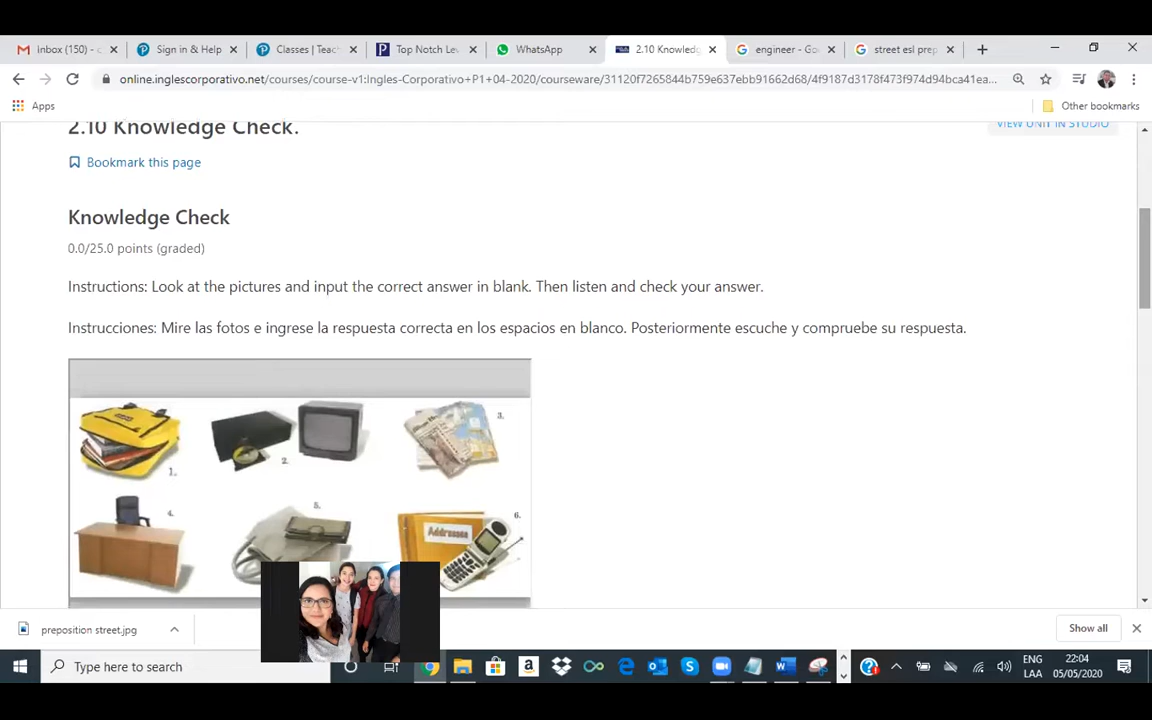 inbox (150) - c
Sign in & Help
Classes | Teac
Top Notch Le
WhatsApp
2.10 Knowledg
engineer - Go
street esl prep
online.inglescorporativo.net/courses/course-v1:Ingles-Corporativo+P1+04-2020/courseware/31120f7265844b759e637ebb91662d68/4f9187d3178f473f974d94bca41ea...
Apps
Other bookmarks
2.10 Knowledge Check.
VIEW UNIT IN STUDIO
Bookmark this page
Knowledge Check
0.0/25.0 points (graded)
Instructions: Look at the pictures and input the correct answer in blank. Then listen and check your answer.
Instrucciones: Mire las fotos e ingrese la respuesta correcta en los espacios en blanco. Posteriormente escuche y compruebe su respuesta.
1.
2.
3.
4.
5.
6.
Addresses
preposition street.jpg
Show all
Type here to search
ENG
LAA
22:04
05/05/2020